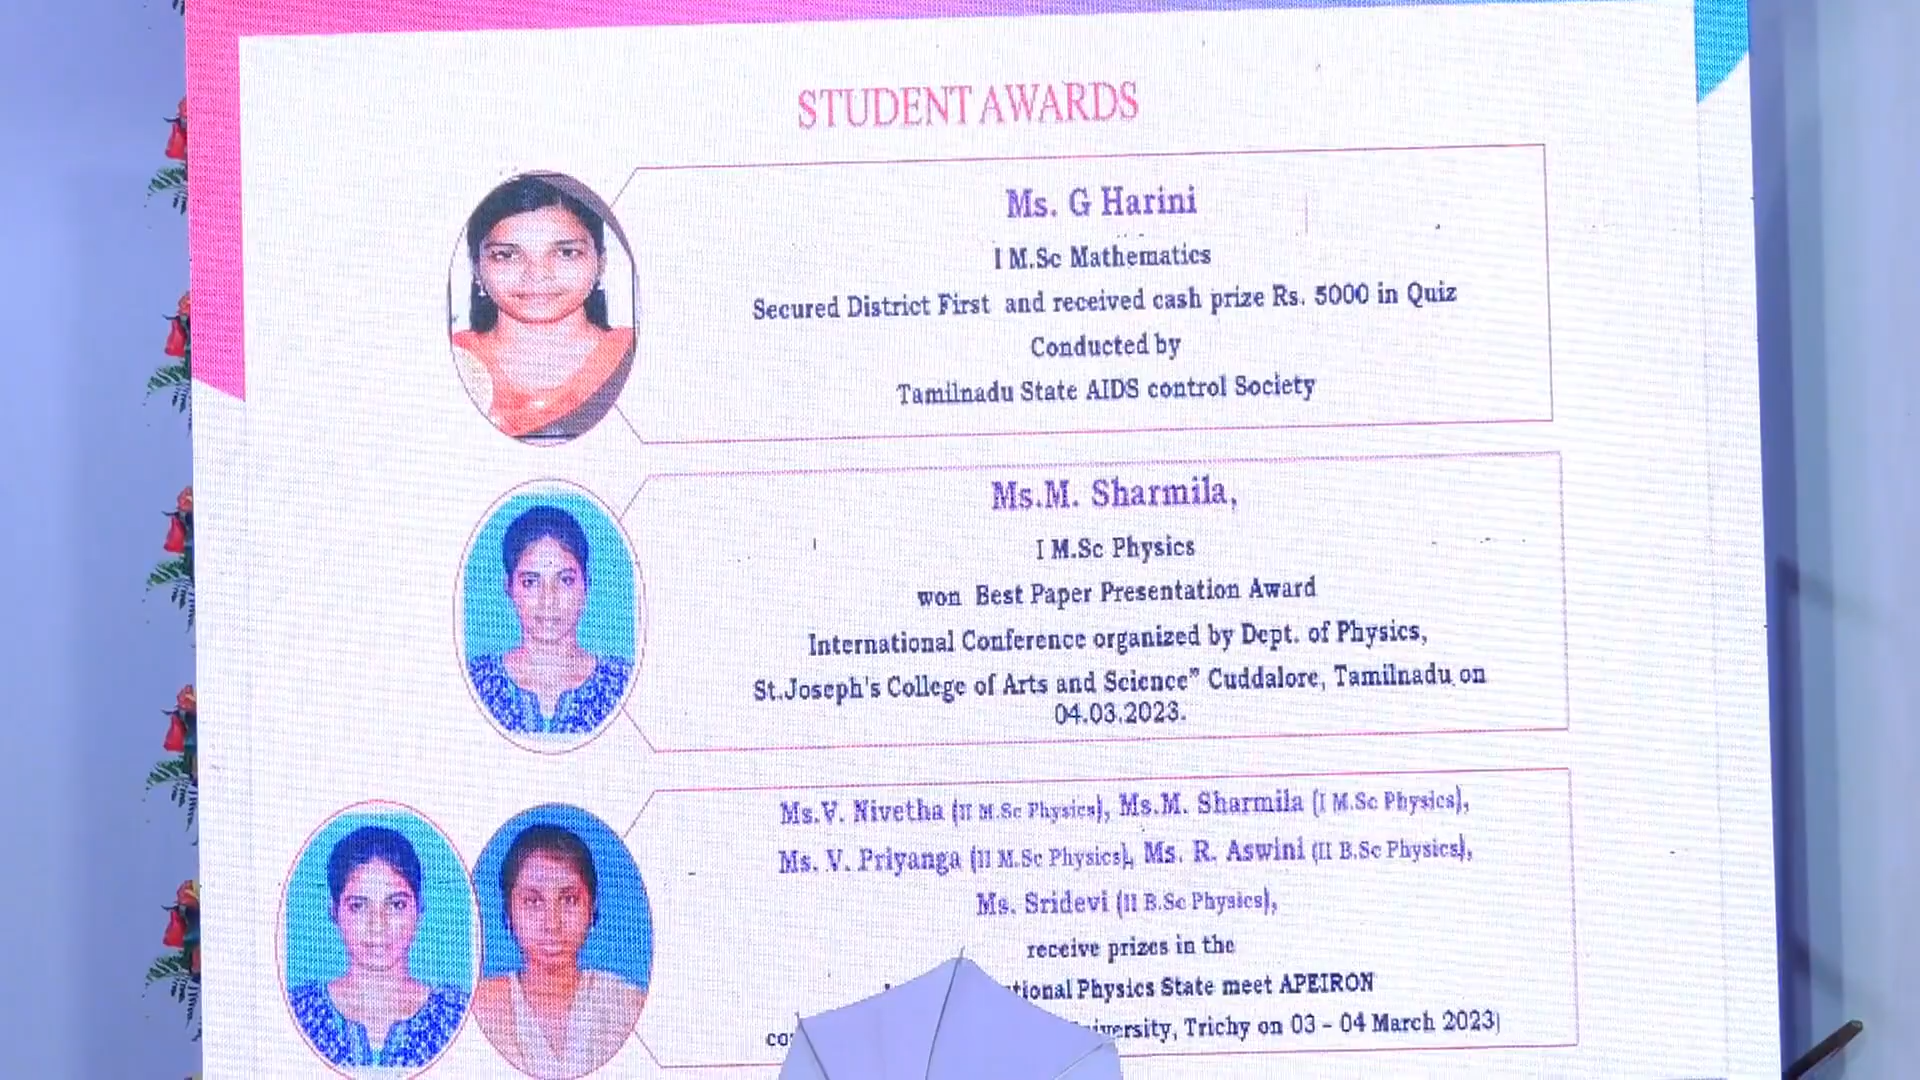 STUDENT AWARDS
Ms. G Harini
I M.Sc Mathematics
Secured District First and received cash prize Rs. 5000 in Quiz
Conducted by
Tamilnadu State AIDS control Society
Ms.M. Sharmila,
I M.Sc Physics
won Best Paper Presentation Award
International Conference organized by Dept. of Physics,
St.Joseph's College of Arts and Science" Cuddalore, Tamilnadu on
04.03.2023.
Ms.V. Nivetha (II M.Sc Physics), Ms.M. Sharmila (I M.Sc Physics),
Ms. V. Priyanga (II M.Sc Physics), Ms. R. Aswini (II B.Sc Physics),
Ms. Sridevi (II B.Sc Physics),
receive prizes in the
Physics State meet APEIRON
Trichy on 03 - 04 March 2023)